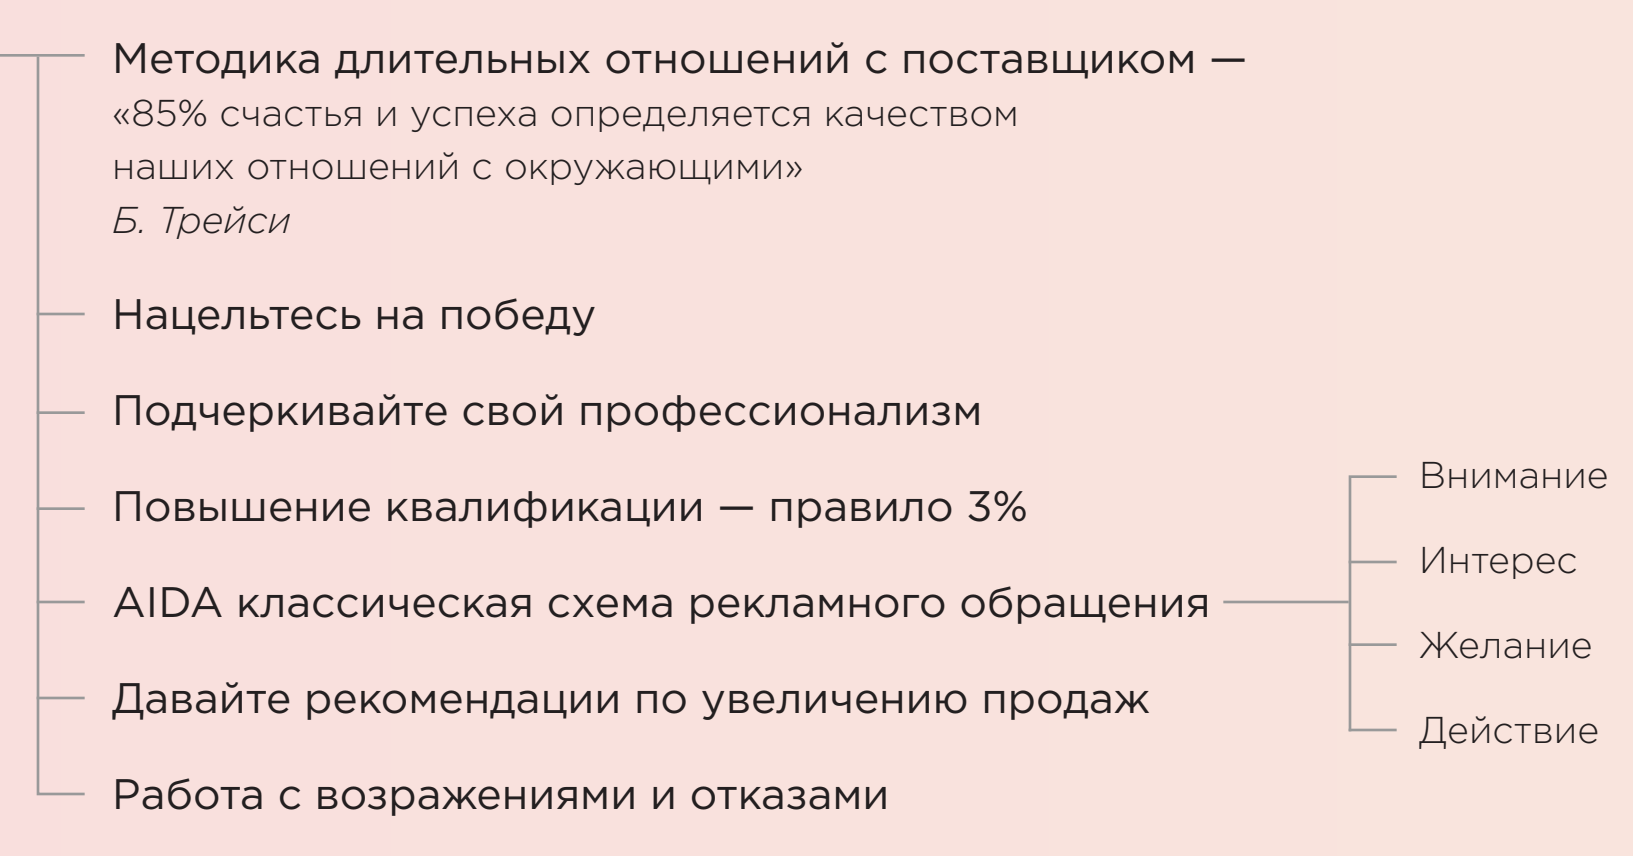 Методика длительных отношений с поставщиком —
«85% счастья и успеха определяется качеством
наших отношений с окружающими»
Б. Трейси
Нацельтесь на победу
Подчеркивайте свой профессионализм
Повышение квалификации — правило 3%
AIDA классическая схема рекламного обращения
Внимание
Интерес
Желание
Действие
Давайте рекомендации по увеличению продаж
Работа с возражениями и отказами